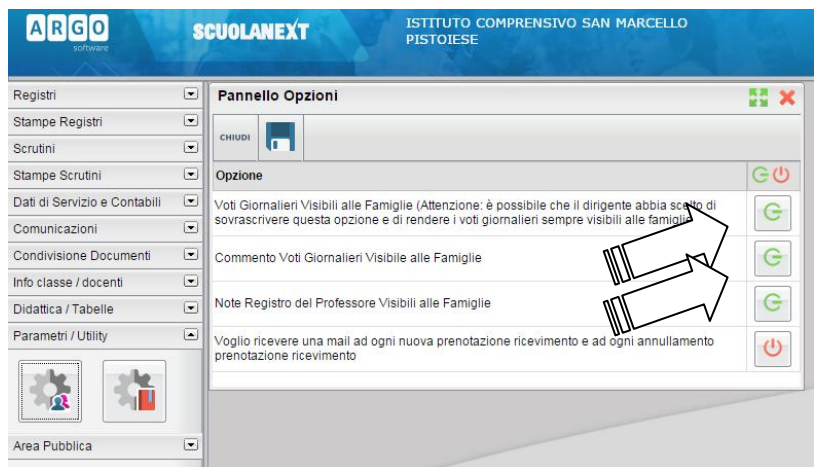 ARGO
software
SCUOLANEXT
ISTITUTO COMPRENSIVO SAN MARCELLO
PISTOIESE
Registri
Stampe Registri
Scrutini
Stampe Scrutini
Dati di Servizio e Contabili
Comunicazioni
Condivisione Documenti
Info classe / docenti
Didattica / Tabelle
Parametri / Utility
Area Pubblica
Pannello Opzioni
CHIUDI
Opzione
Voti Giornalieri Visibili alle Famiglie (Attenzione: è possibile che il dirigente abbia scelto di
sovrascrivere questa opzione e di rendere i voti giornalieri sempre visibili alle famiglie
Commento Voti Giornalieri Visibile alle Famiglie
Note Registro del Professore Visibili alle Famiglie
Voglio ricevere una mail ad ogni nuova prenotazione ricevimento e ad ogni annullamento
prenotazione ricevimento